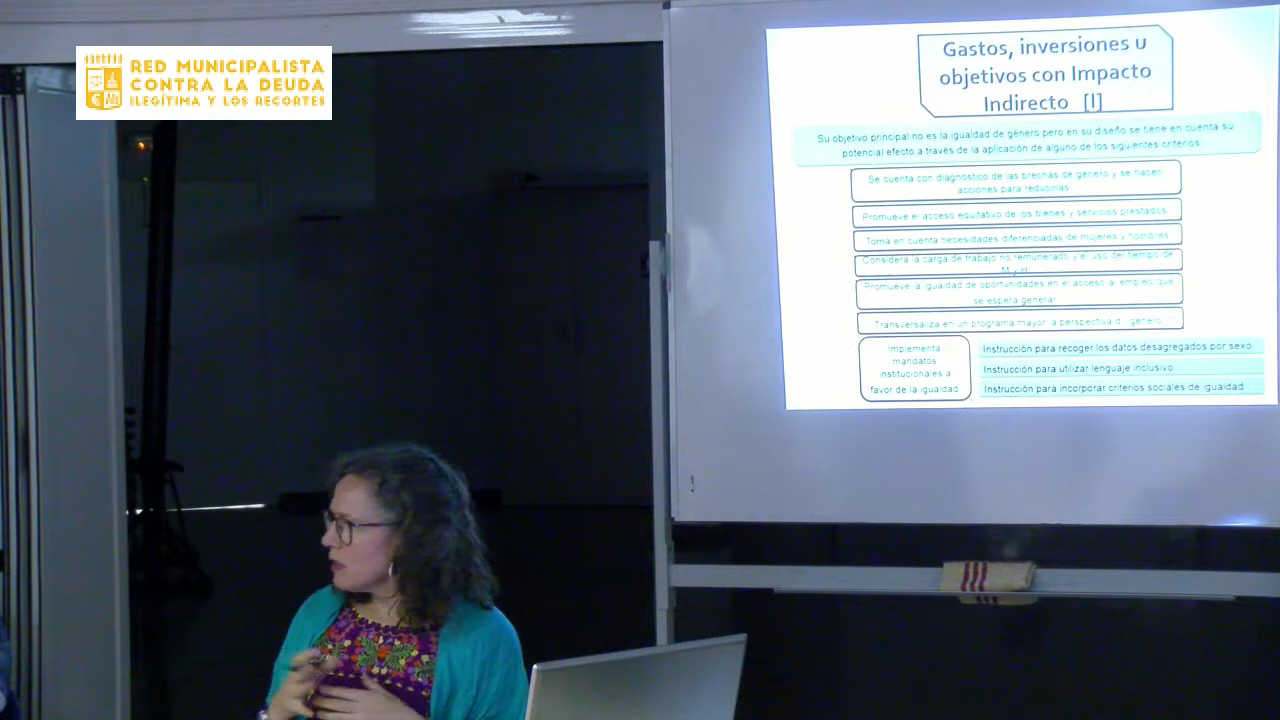 RED MUNICIPALISTA
CONTRA LA DEUDA
ILEGÍTIMA Y LOS RECORTES
Gastos, inversiones u
objetivos con Impacto
Indirecto [I]
Su objetivo principal no es la igualdad de género pero en su diseño se tiene en cuenta su
potencial efecto a través de la aplicación de alguno de los siguientes criterios
Se cuenta con diagnóstico de las brechas de género y se hacen
acciones para reducirlas
Promueve el acceso equitativo de los bienes y servicios prestados
Toma en cuenta necesidades diferenciadas de mujeres y hombres
Considera la carga de trabajo no remunerado y el uso del tiempo de
M y H
Promueve la igualdad de oportunidades en el acceso al empleo que
se espera generar
Transversaliza en un programa mayor la perspectiva de género
Implementa
mandatos
institucionales a
favor de la igualdad
Instrucción para recoger los datos desagregados por sexo
Instrucción para utilizar lenguaje inclusivo
Instrucción para incorporar criterios sociales de igualdad